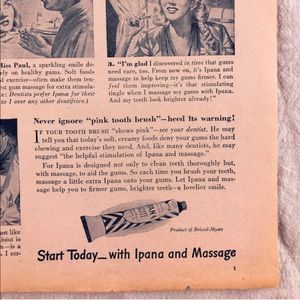 Miss Paul, a sparkling smile de-
ly on healthy gums. Soft foods
l exercise—often make them ten-
gum massage for extra stimula-
(Dentists prefer Ipana for their
to 1 over any other dentifrice.)
3. "I'm glad I discovered in time that gums
need care, too. From now on, it's Ipana and
massage to help keep my gums firmer. I can
feel them improving—it's that stimulating
tingle when I massage my gums with Ipana.
And my teeth look brighter already!"
Never ignore "pink tooth brush"—heed its warning!
IF YOUR TOOTH BRUSH "shows pink"—see your dentist. He may
tell you that today's soft, creamy foods deny your gums the hard
chewing and exercise they need. And, like many dentists, he may
suggest "the helpful stimulation of Ipana and massage."
For Ipana is designed not only to clean teeth thoroughly but,
with massage, to aid the gums. So each time you brush your teeth,
massage a little extra Ipana onto your gums. Let Ipana and mas-
sage help you to firmer gums, brighter teeth—a lovelier smile.
Product of Bristol-Myers
Start Today—with Ipana and Massage
1